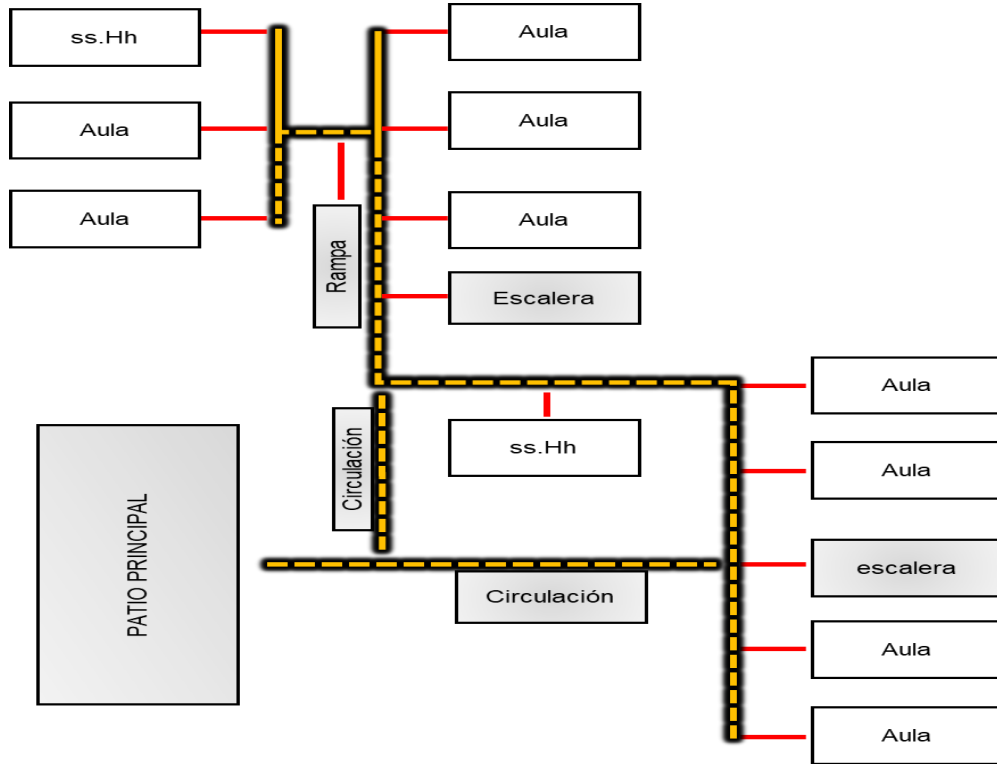 ss.Hh
Aula
Aula
Aula
Aula
Rampa
Aula
Escalera
Aula
Circulación
ss.Hh
Aula
PATIO PRINCIPAL
escalera
Circulación
Aula
Aula